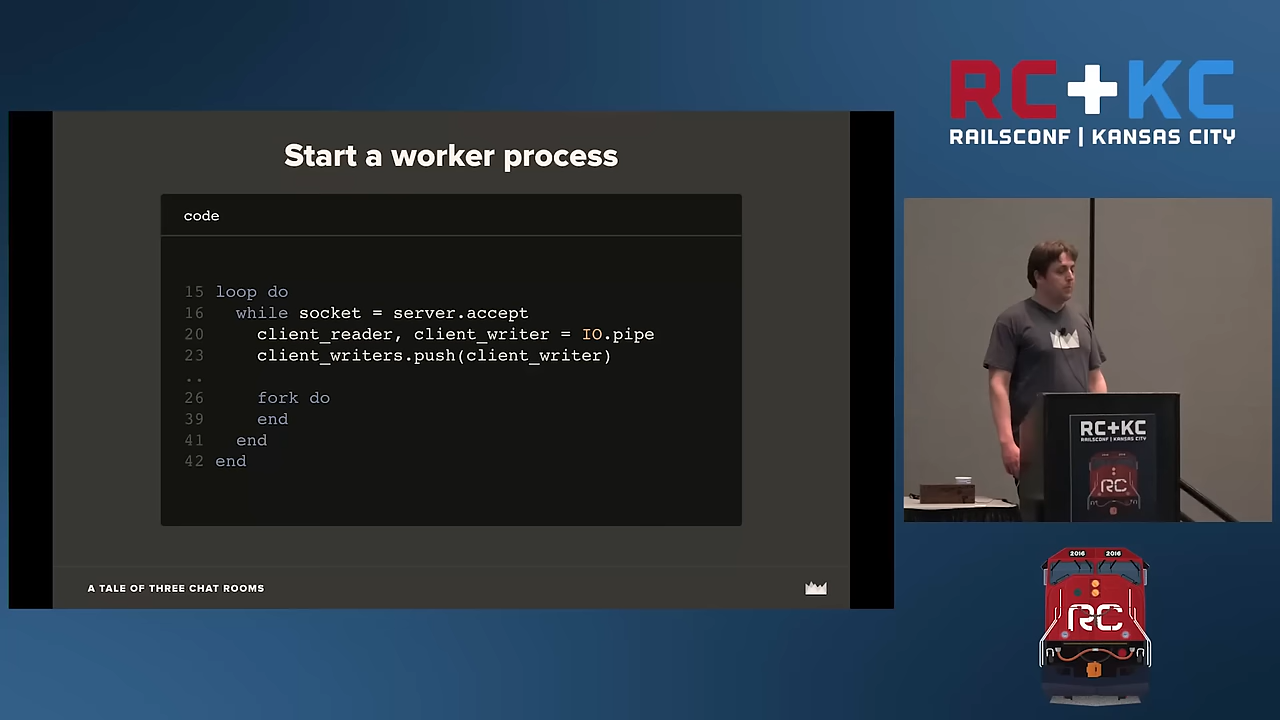 RC+KC
RAILSCONF | KANSAS CITY
Start a worker process
code
15 loop do
16 while socket = server.accept
20 client_reader, client_writer = IO.pipe
23 client_writers.push(client_writer)
..
26 fork do
39 end
41 end
42 end
A TALE OF THREE CHAT ROOMS
RC+KC
RAILSCONF | KANSAS CITY
RC
2016 2016
RC